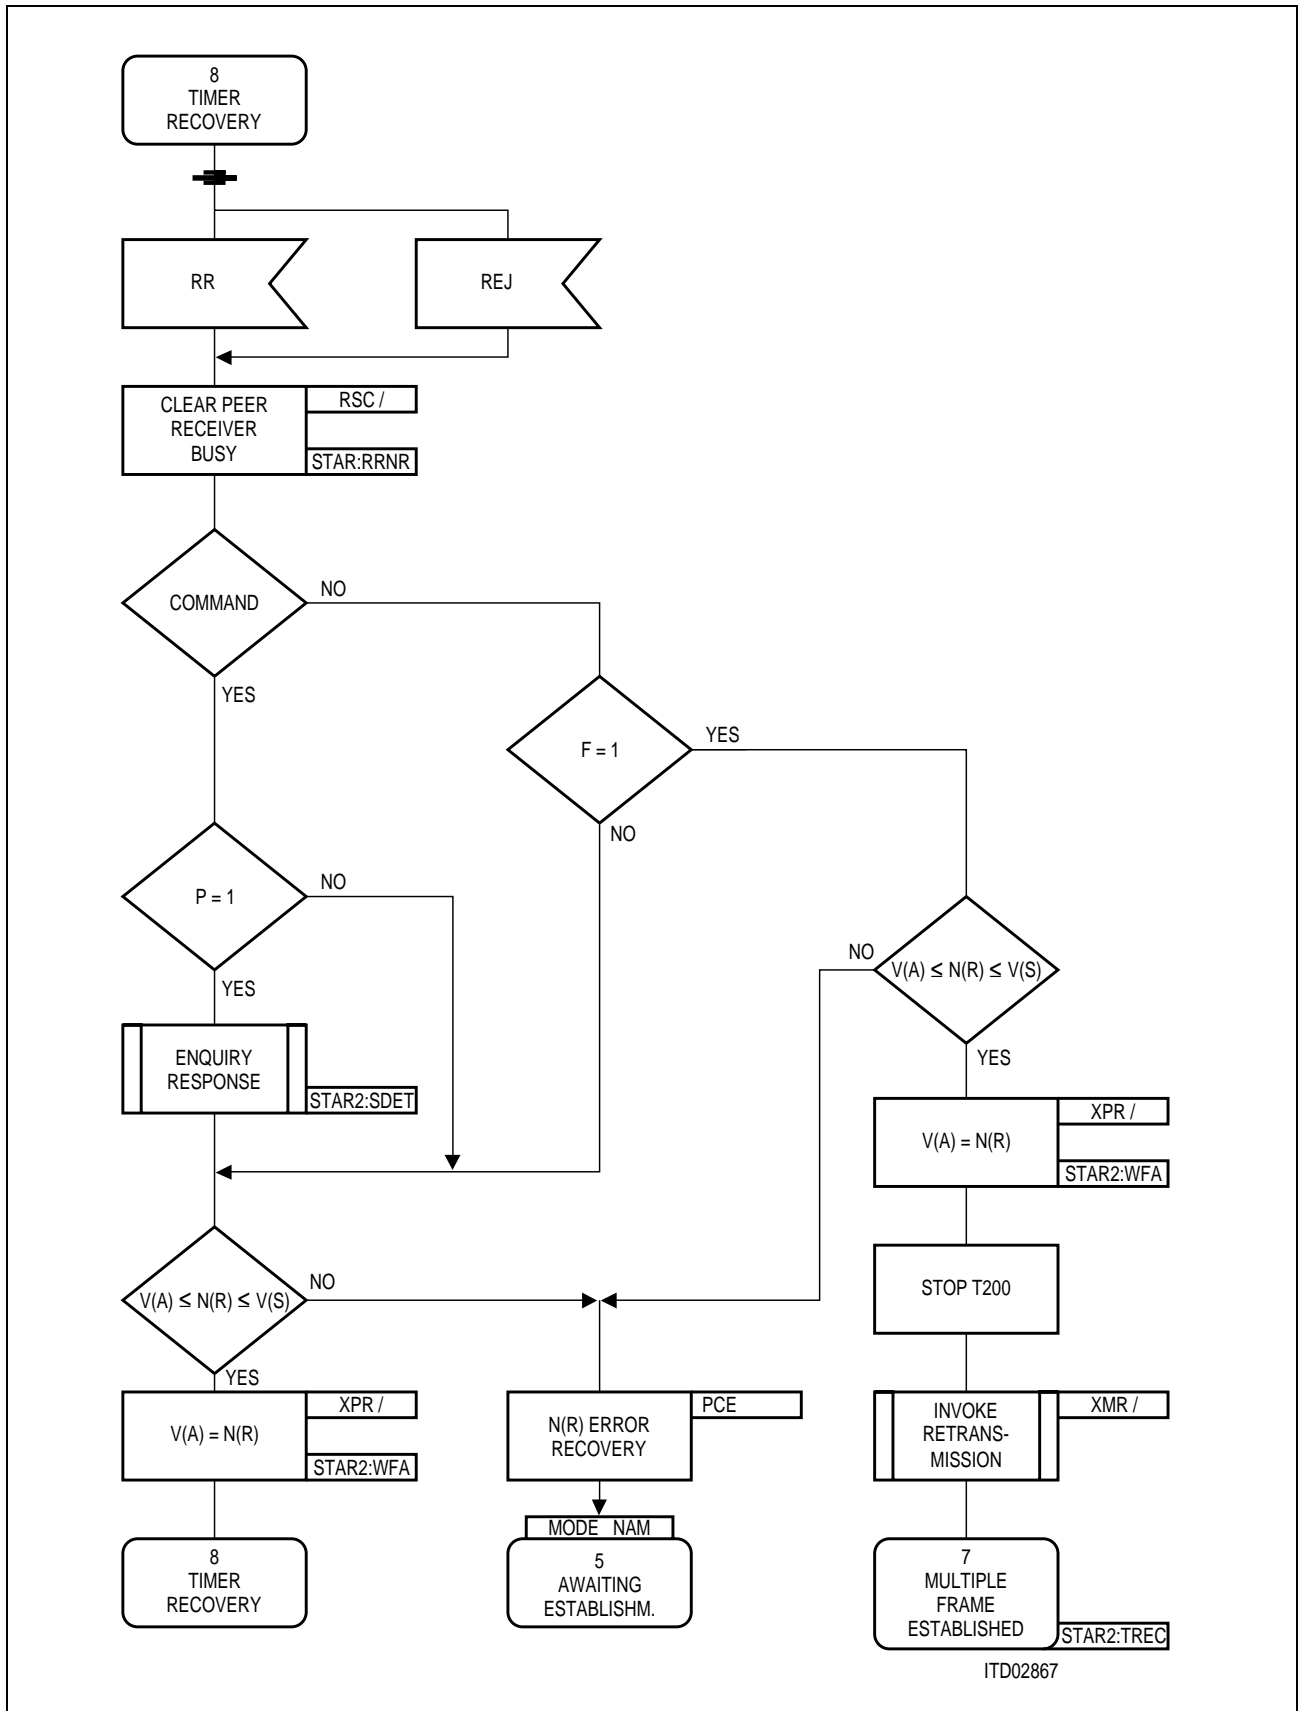 8
TIMER
RECOVERY
RR
REJ
CLEAR PEER
RECEIVER
BUSY
RSC /
STAR:RRNR
COMMAND
NO
YES
F = 1
YES
NO
P = 1
NO
YES
V(A) ≤ N(R) ≤ V(S)
NO
YES
ENQUIRY
RESPONSE
STAR2:SDET
V(A) = N(R)
XPR /
STAR2:WFA
STOP T200
V(A) ≤ N(R) ≤ V(S)
NO
YES
V(A) = N(R)
XPR /
STAR2:WFA
N(R) ERROR
RECOVERY
PCE
INVOKE
RETRANS-
MISSION
XMR /
8
TIMER
RECOVERY
MODE NAM
5
AWAITING
ESTABLISHM.
7
MULTIPLE
FRAME
ESTABLISHED
STAR2:TREC
ITD02867